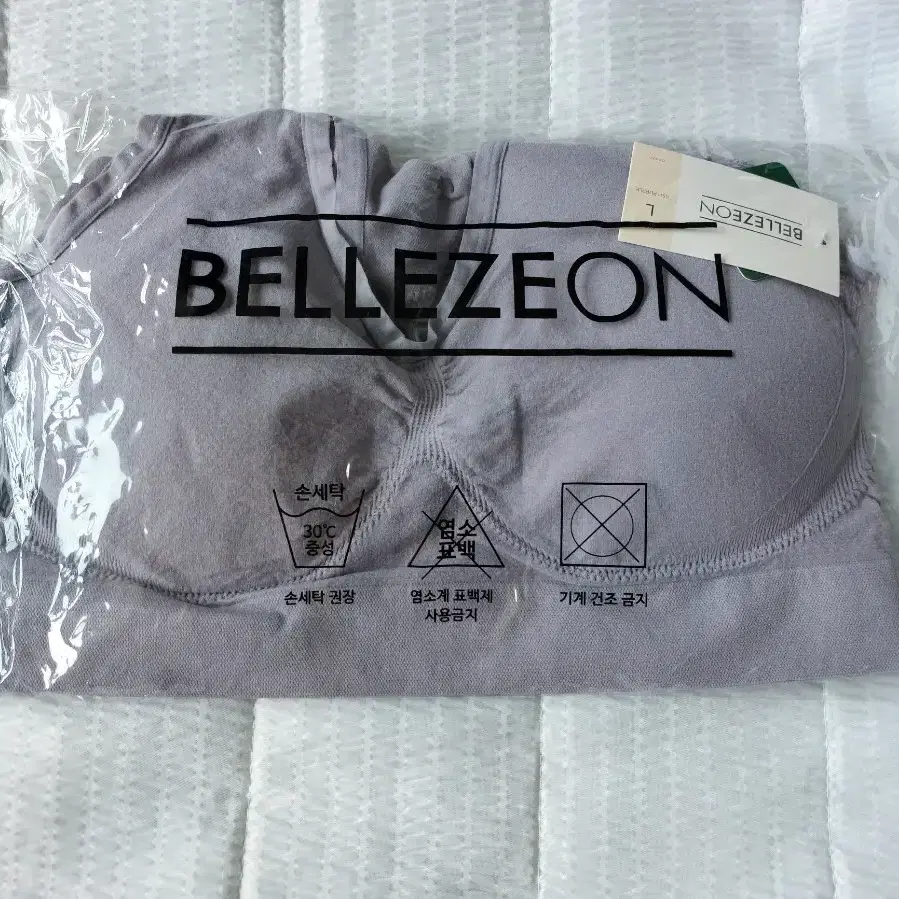 BELLEZEON
L
BELLEZEON
손세탁
30℃
중성
손세탁 권장
염소
표백
염소계 표백제
사용금지
기계 건조 금지